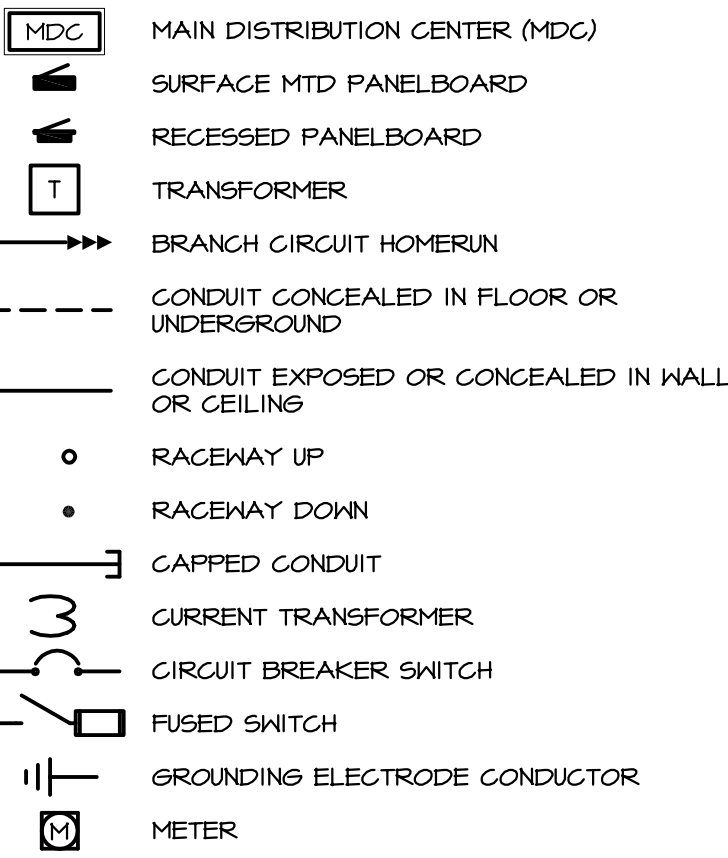 MDC MAIN DISTRIBUTION CENTER (MDC)
SURFACE MTD PANELBOARD
RECESSED PANELBOARD
T TRANSFORMER
BRANCH CIRCUIT HOMERUN
CONDUIT CONCEALED IN FLOOR OR
UNDERGROUND
CONDUIT EXPOSED OR CONCEALED IN WALL
OR CEILING
RACEWAY UP
RACEWAY DOWN
CAPPED CONDUIT
CURRENT TRANSFORMER
CIRCUIT BREAKER SWITCH
FUSED SWITCH
GROUNDING ELECTRODE CONDUCTOR
M METER